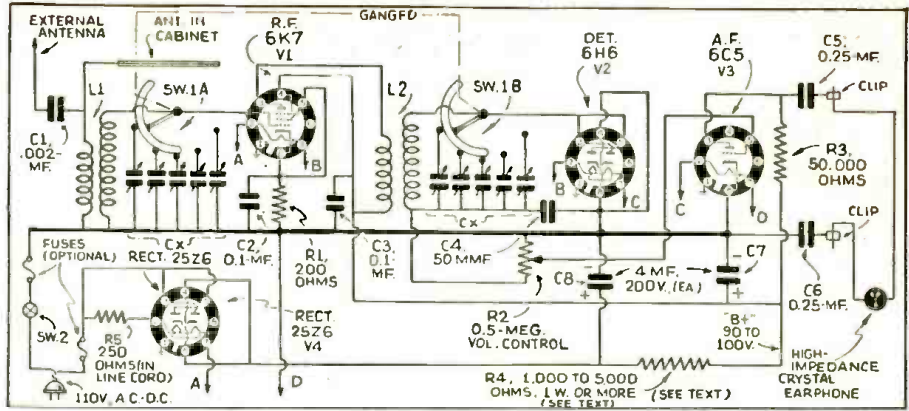 EXTERNAL
ANTENNA
ANT. IN
CABINET
GANGED
R.F.
6K7
V1
DET.
6H6
V2
A.F.
6C5
V3
C5,
0.25-MF.
CLIP
L1
SW.1A
L2
SW.1B
C1,
.002-
MF.
A
B
B
C
C
D
R3,
50,000
OHMS
CLIP
FUSES
(OPTIONAL)
RECT.
25Z6
Cx
C2,
0.1-MF.
R1,
200
OHMS
C3,
0.1-
MF.
Cx
C4,
50 MMF.
C8
4 MF.
200V., (EA.)
C7
C6
0.25-MF.
SW.2
R5
250
OHMS (IN
LINE CORD)
RECT.
25Z6
V4
R2
0.5-MEG.
VOL. CONTROL
"B+"
90 TO
100V.
HIGH-
IMPEDANCE
CRYSTAL
EARPHONE
110V., A.C.-D.C.
A
D
R4, 1,000 TO 5,000
OHMS, 1 W. OR MORE
(SEE TEXT)
(SEE TEXT)